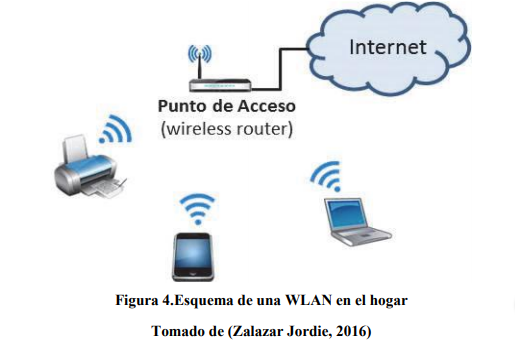 Internet
Punto de Acceso
(wireless router)
Figura 4.Esquema de una WLAN en el hogar
Tomado de (Zalazar Jordie, 2016)